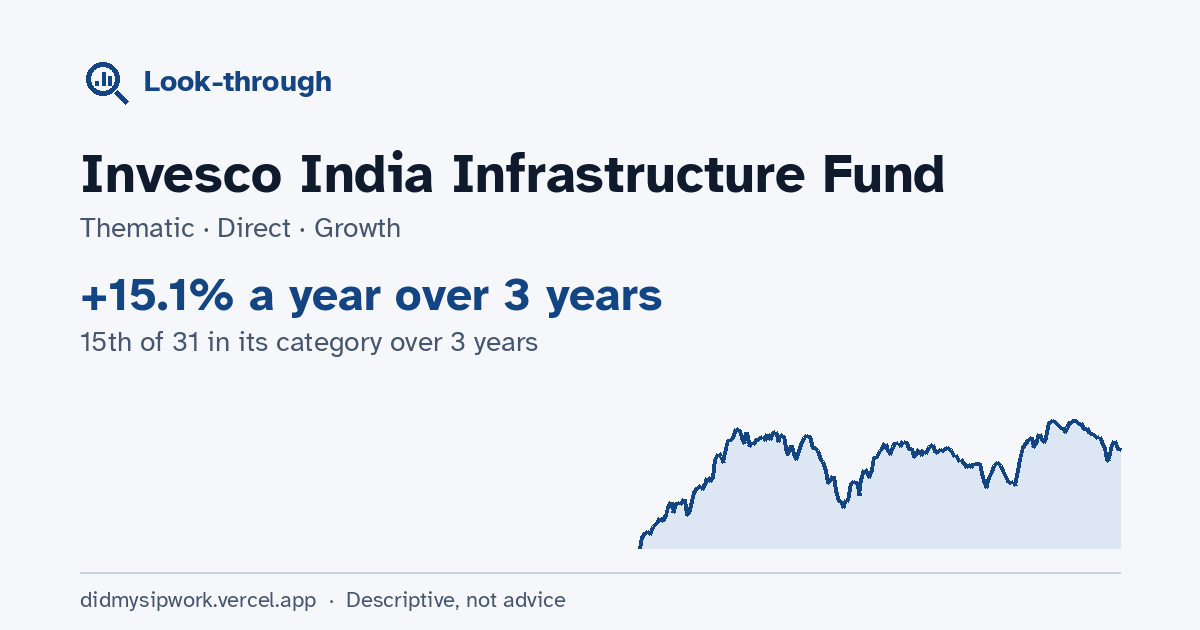 Look-through
Invesco India Infrastructure Fund
Thematic · Direct · Growth
+15.1% a year over 3 years
15th of 31 in its category over 3 years
didmysipwork.vercel.app · Descriptive, not advice